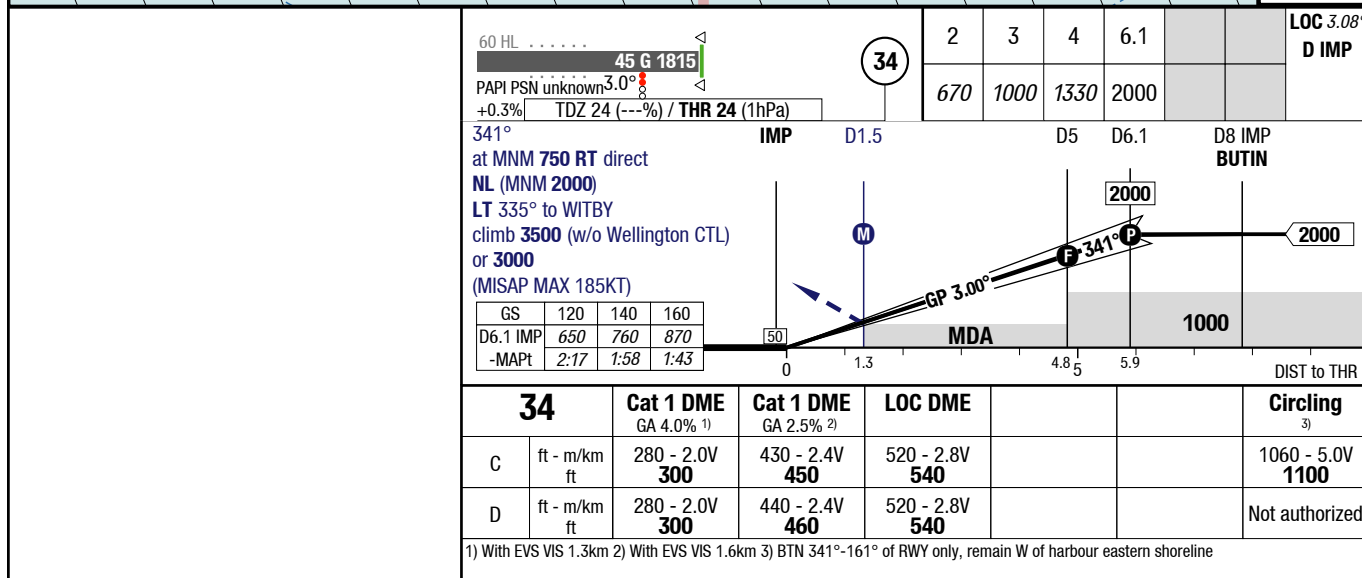 60 HL . . . . . .
45 G 1815
. . . . . .
PAPI PSN unknown 3.0°
+0.3% TDZ 24 (---%) / THR 24 (1hPa)
34
2 3 4 6.1 LOC 3.08°
D IMP
670 1000 1330 2000
341°
at MNM 750 RT direct
NL (MNM 2000)
LT 335° to WITBY
climb 3500 (w/o Wellington CTL)
or 3000
(MISAP MAX 185KT)
IMP D1.5 D5 D6.1 D8 IMP
BUTIN
2000
M
F 341° P
2000
GP 3.00°
MDA
1000
50
0 1.3 4.8 5 5.9 DIST to THR
GS 120 140 160
D6.1 IMP 650 760 870
-MAPt 2:17 1:58 1:43
34 Cat 1 DME Cat 1 DME LOC DME Circling
GA 4.0% 1) GA 2.5% 2) 3)
C ft - m/km 280 - 2.0V 430 - 2.4V 520 - 2.8V 1060 - 5.0V
ft 300 450 540 1100
D ft - m/km 280 - 2.0V 440 - 2.4V 520 - 2.8V Not authorized
ft 300 460 540
1) With EVS VIS 1.3km 2) With EVS VIS 1.6km 3) BTN 341°-161° of RWY only, remain W of harbour eastern shoreline